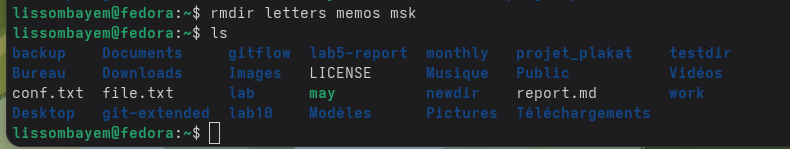 lissombayem@fedora:~$ rmdir letters memos msk
lissombayem@fedora:~$ ls
backup Documents gitflow lab5-report monthly projet_plakat testdir
Bureau Downloads Images LICENSE Musique Public Vidéos
conf.txt file.txt lab may newdir report.md work
Desktop git-extended lab10 Modèles Pictures Téléchargements
lissombayem@fedora:~$